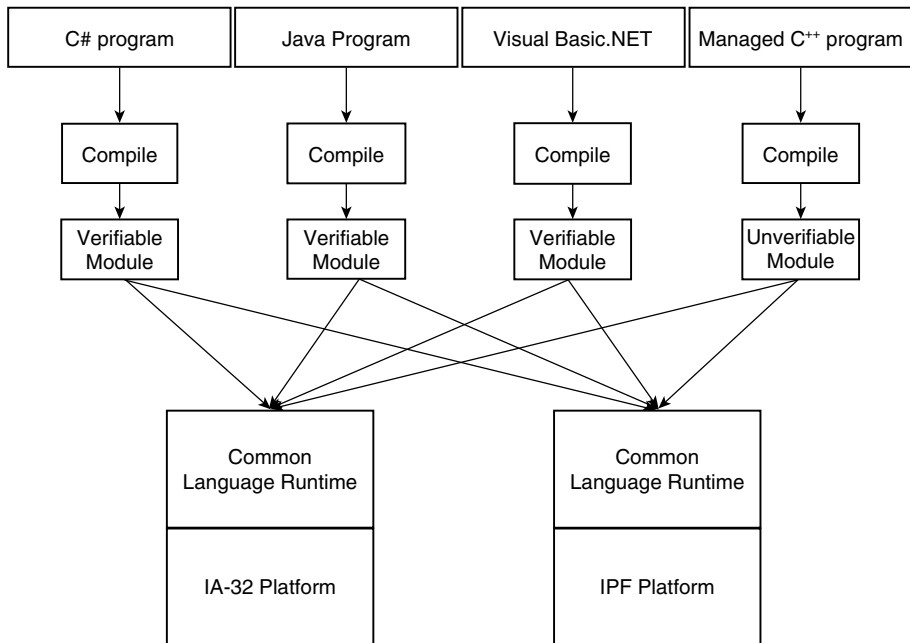 C# program
Java Program
Visual Basic.NET
Managed C++ program
Compile
Compile
Compile
Compile
Verifiable
Module
Verifiable
Module
Verifiable
Module
Unverifiable
Module
Common
Language Runtime
Common
Language Runtime
IA-32 Platform
IPF Platform